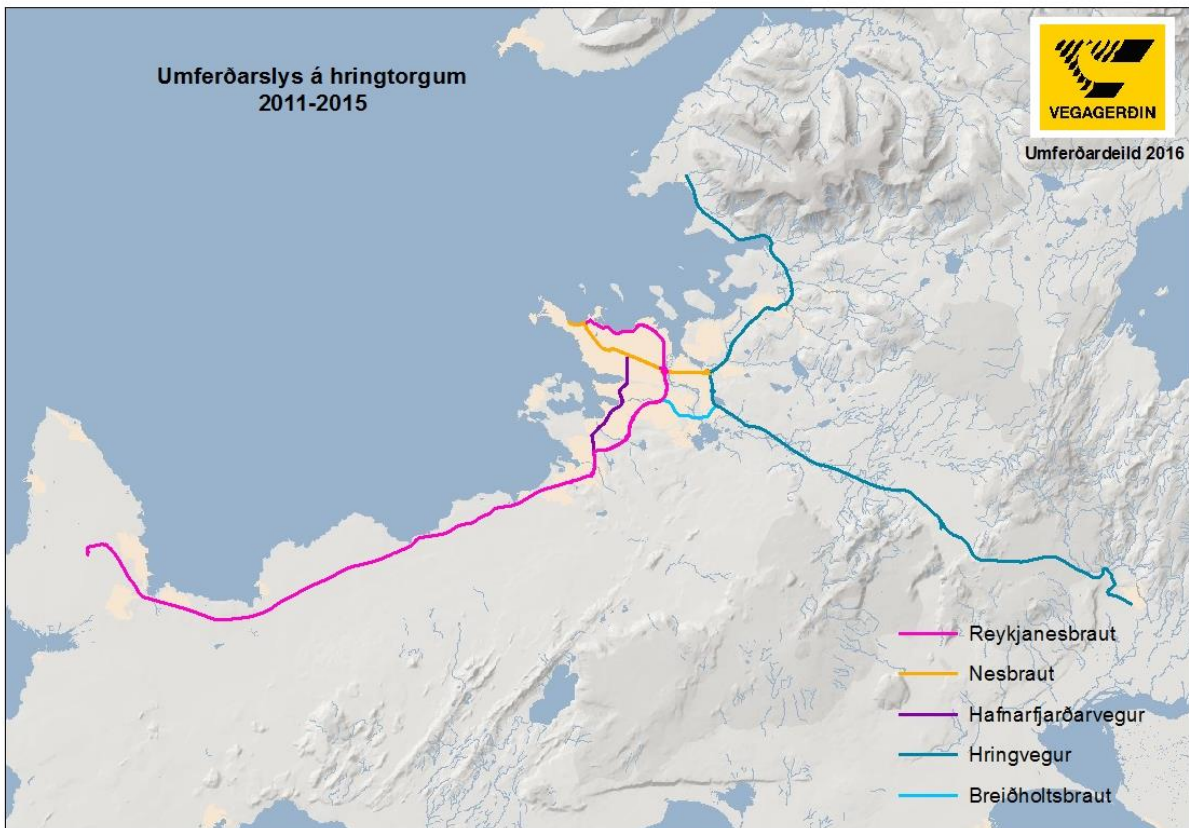 Umferðarslys á hringtorgum
2011-2015
VEGAGERÐIN
Umferðardeild 2016
Reykjanesbraut
Nesbraut
Hafnarfjarðarvegur
Hringvegur
Breiðholtsbraut